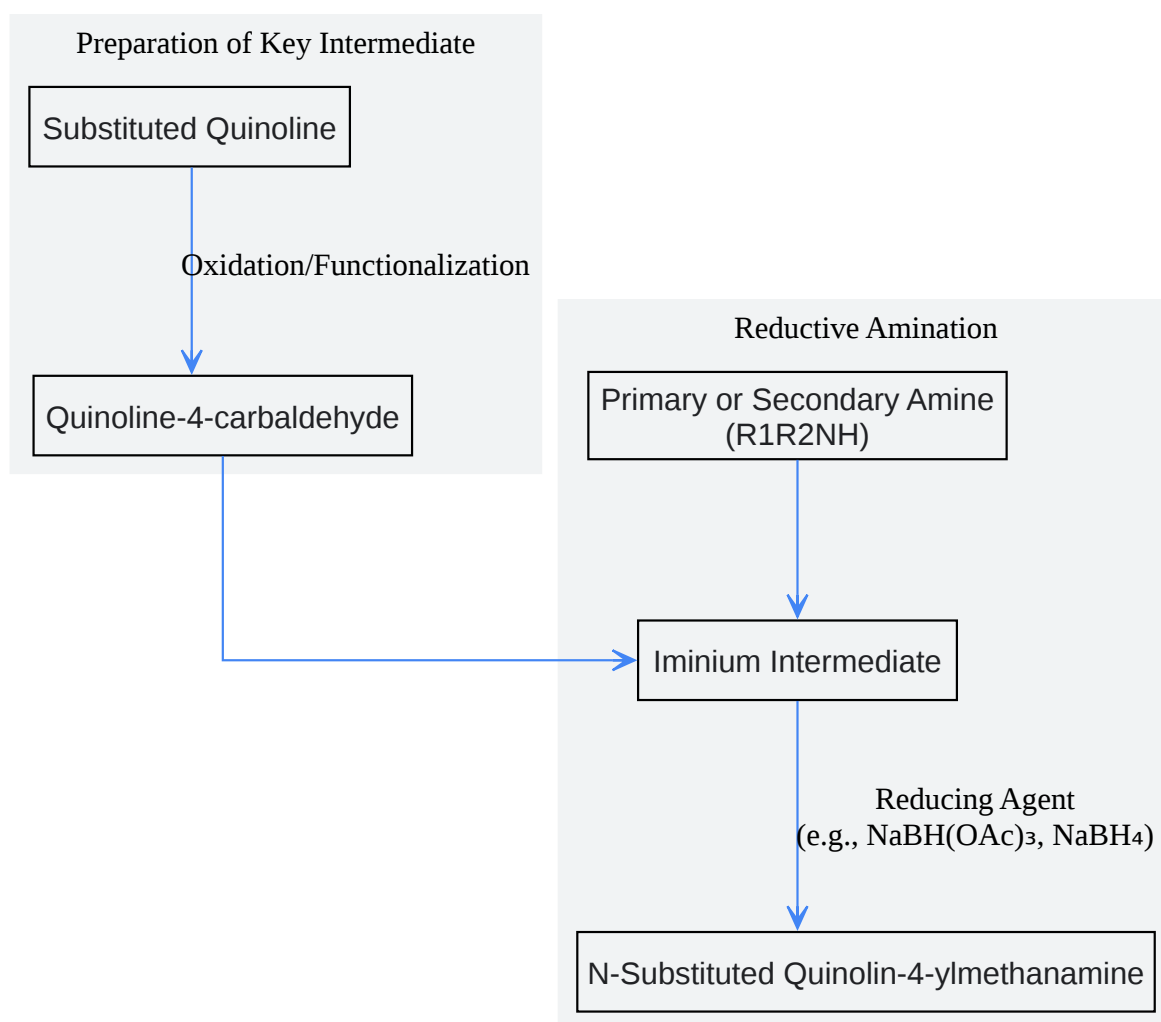 Preparation of Key Intermediate
Substituted Quinoline
Oxidation/Functionalization
Quinoline-4-carbaldehyde
Reductive Amination
Primary or Secondary Amine
(R1R2NH)
Iminium Intermediate
Reducing Agent
(e.g., NaBH(OAc)₃, NaBH₄)
N-Substituted Quinolin-4-ylmethanamine